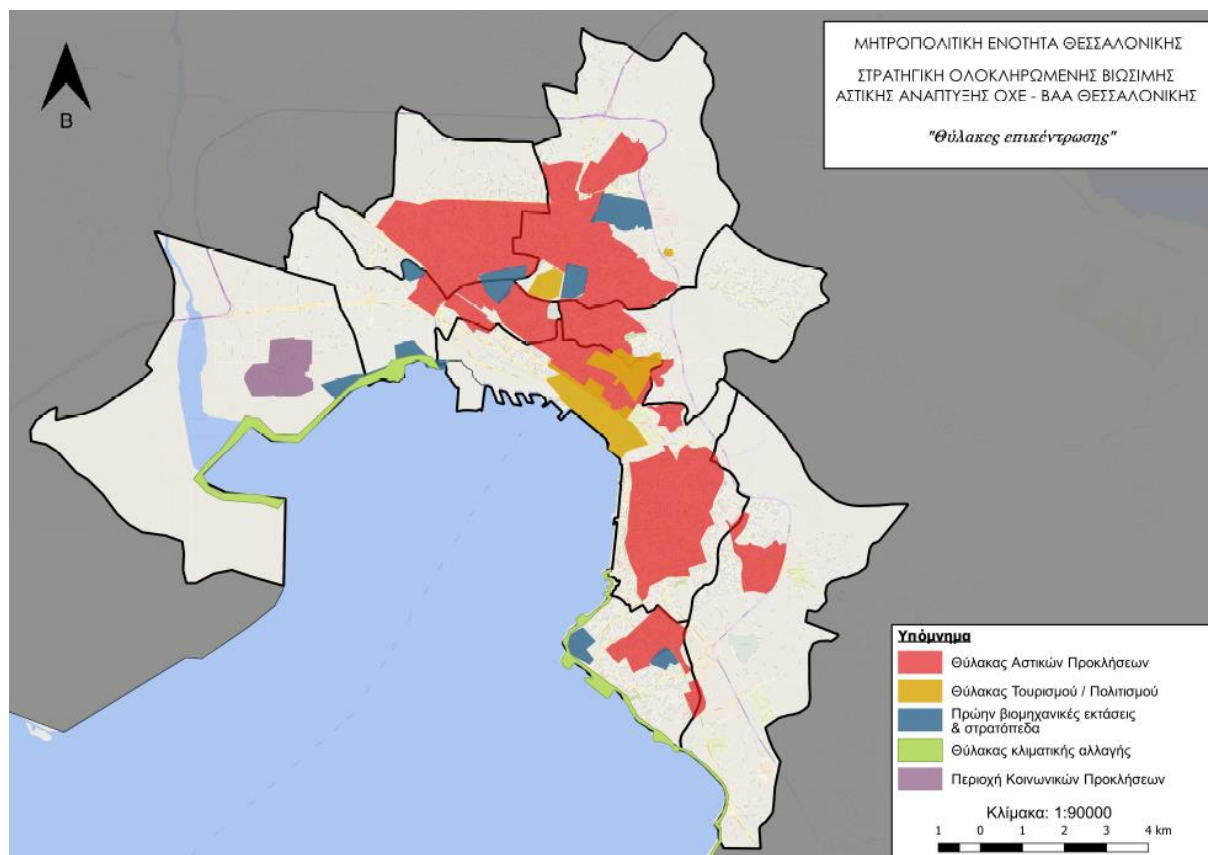 ΜΗΤΡΟΠΟΛΙΤΙΚΗ ΕΝΟΤΗΤΑ ΘΕΣΣΑΛΟΝΙΚΗΣ
ΣΤΡΑΤΗΓΙΚΗ ΟΛΟΚΛΗΡΩΜΕΝΗΣ ΒΙΩΣΙΜΗΣ
ΑΣΤΙΚΗΣ ΑΝΑΠΤΥΞΗΣ ΟΧΕ - ΒΑΑ ΘΕΣΣΑΛΟΝΙΚΗΣ
"Θύλακες επικέντρωσης"
Β
Υπόμνημα
Θύλακας Αστικών Προκλήσεων
Θύλακας Τουρισμού / Πολιτισμού
Πρώην βιομηχανικές εκτάσεις
& στρατόπεδα
Θύλακας κλιματικής αλλαγής
Περιοχή Κοινωνικών Προκλήσεων
Κλίμακα: 1:90000
1 0 1 2 3 4 km